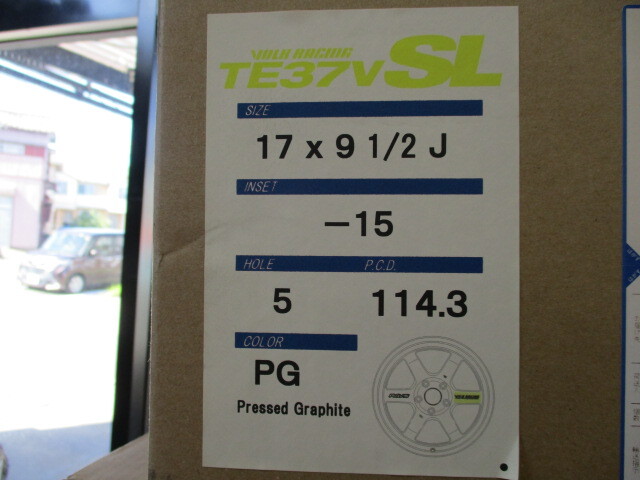 VOLK RACING
TE37V SL
SIZE
17 x 9 1/2 J
INSET
−15
HOLE P.C.D.
5 114.3
COLOR
PG
Pressed Graphite